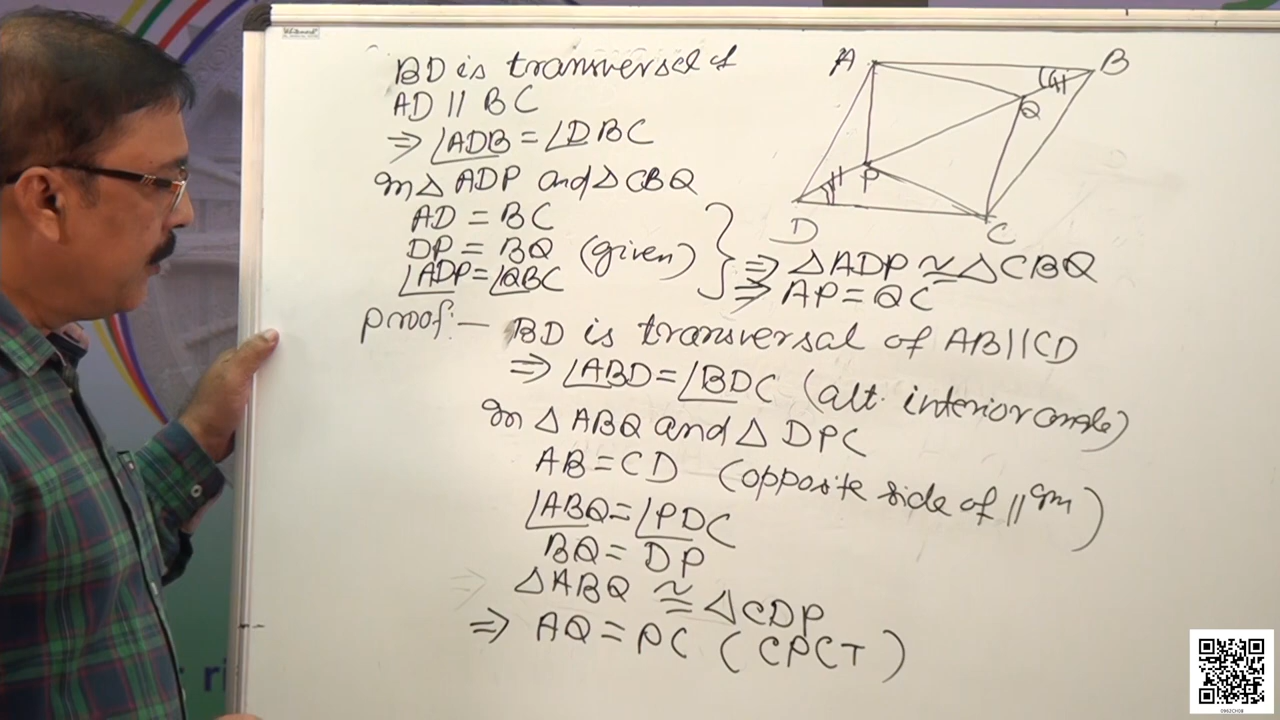 BD is transversal of
AD || BC
⇒ ∠ADB = ∠DBC
In △ ADP and △ CBQ
AD = BC
DP = BQ (given)
∠ADP = ∠QBC
} ⇒ △ADP ≅ △CBQ
⇒ AP = QC
Proof:— BD is transversal of AB||CD
⇒ ∠ABD = ∠BDC (alt. interior angle)
In △ ABQ and △ DPC
AB = CD (opposite side of ||gm)
∠ABQ = ∠PDC
BQ = DP
⇒ △ABQ ≅ △CDP
⇒ AQ = PC (CPCT)
A
B
Q
P
D
C